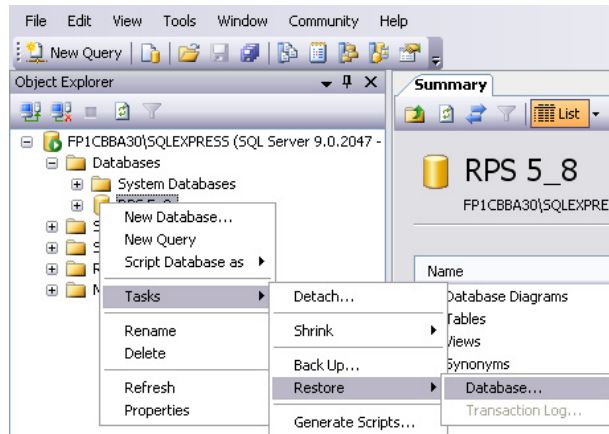 File Edit View Tools Window Community Help
New Query
Object Explorer
Summary
List
FP1CBBA30\SQLEXPRESS (SQL Server 9.0.2047 -
Databases
System Databases
RPS 5_8
FP1CBBA30\SQLEXPRE
New Database...
New Query
Script Database as
Name
Tasks
Detach...
Database Diagrams
Tables
Rename
Shrink
Views
Delete
Back Up...
Synonyms
Refresh
Restore
Database...
Properties
Generate Scripts...
Transaction Log...